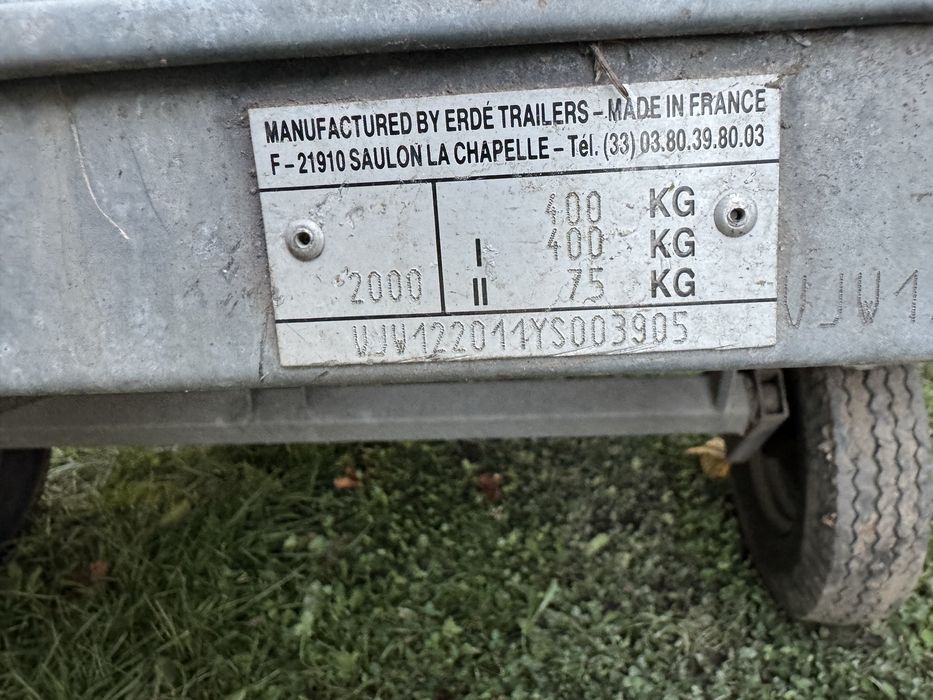 MANUFACTURED BY ERDÉ TRAILERS – MADE IN FRANCE
F – 21910 SAULON LA CHAPELLE – Tél. (33) 03.80.39.80.03
400 KG
I 400 KG
2000 II 75 KG
VJW122011YS003905
VJW1